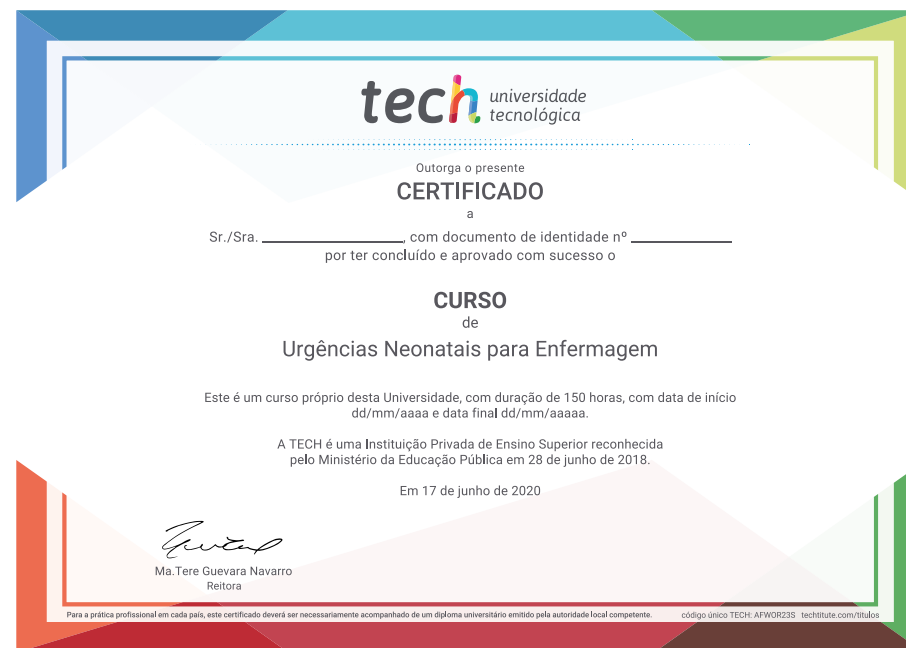 tech universidade
tecnológica
Outorga o presente
CERTIFICADO
a
Sr./Sra. ____________, com documento de identidade nº ____________
por ter concluído e aprovado com sucesso o
CURSO
de
Urgências Neonatais para Enfermagem
Este é um curso próprio desta Universidade, com duração de 150 horas, com data de início
dd/mm/aaaa e data final dd/mm/aaaaa.
A TECH é uma Instituição Privada de Ensino Superior reconhecida
pelo Ministério da Educação Pública em 28 de junho de 2018.
Em 17 de junho de 2020
Ma.Tere Guevara Navarro
Reitora
Para a prática profissional em cada país, este certificado deverá ser necessariamente acompanhado de um diploma universitário emitido pela autoridade local competente. código único TECH: AFWOR23S techtitute.com/titulos